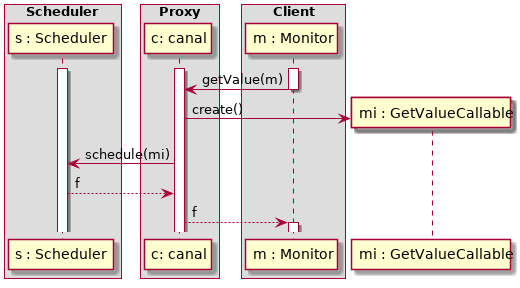 Scheduler Proxy Client
s : Scheduler c: canal m : Monitor
getValue(m)
create()
mi : GetValueCallable
schedule(mi)
f
f
s : Scheduler c: canal m : Monitor mi : GetValueCallable